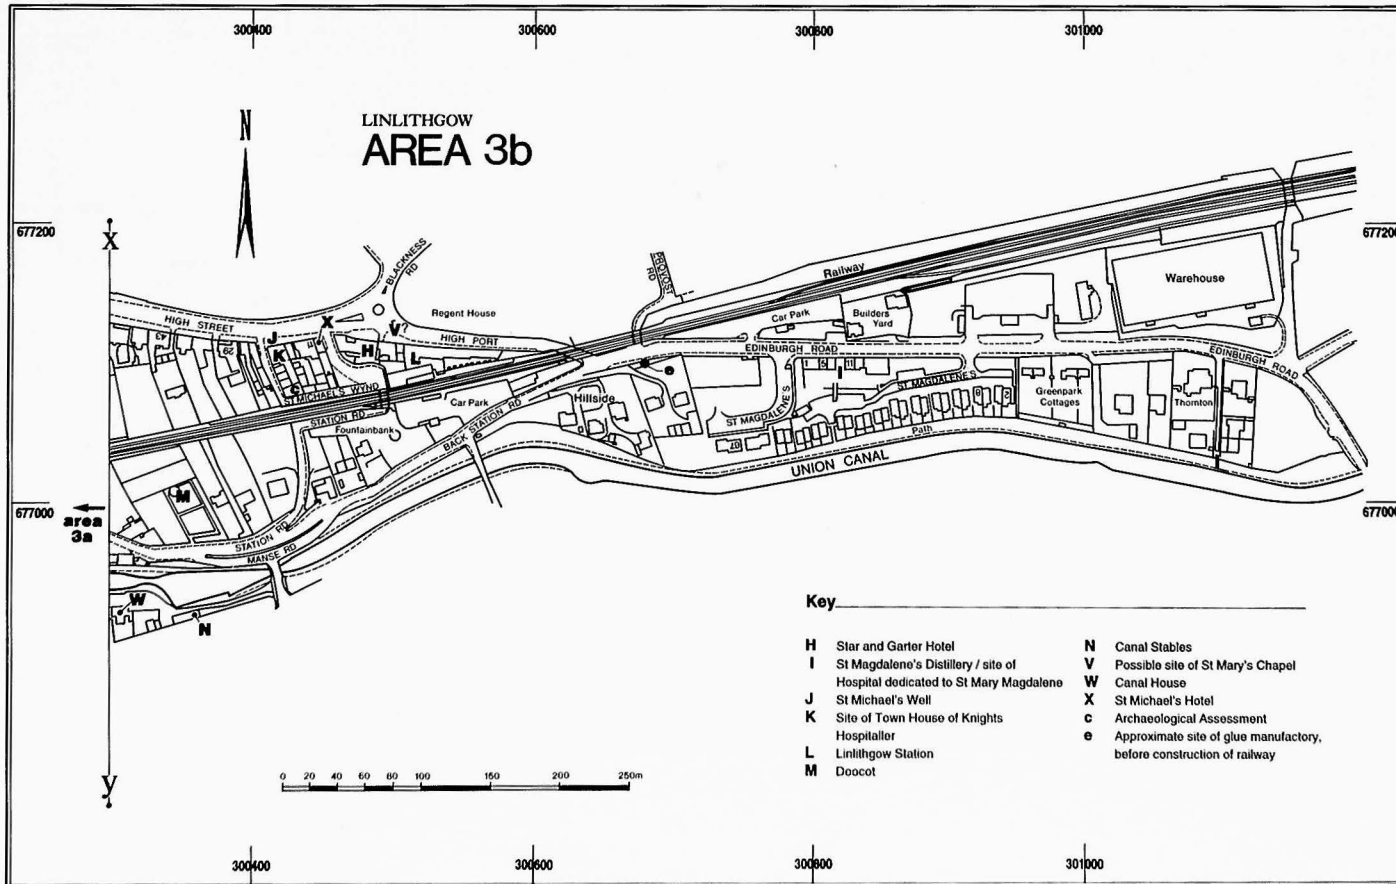 300400
300600
300800
301000
N
LINLITHGOW
AREA 3b
677200
677200
x
BLACKNESS RD
PROVOST RD
Railway
Warehouse
Regent House
HIGH STREET
X
V?
HIGH PORT
Car Park
Builders Yard
43
29
J
K
11
H
L
EDINBURGH ROAD
EDINBURGH ROAD
c
ST MICHAEL'S WYND
e
1
5
11
I
ST MAGDALENE'S
STATION RD
Car Park
BACK STATION RD
Hillside
Greenpark Cottages
Thornton
Fountainbank
ST MAGDALENE'S
Path
UNION CANAL
M
677000
677000
area 3a
STATION RD
MANSE RD
W
N
Key
H Star and Garter Hotel
I St Magdalene's Distillery / site of
Hospital dedicated to St Mary Magdalene
J St Michael's Well
K Site of Town House of Knights
Hospitaller
L Linlithgow Station
M Doocot
N Canal Stables
V Possible site of St Mary's Chapel
W Canal House
X St Michael's Hotel
c Archaeological Assessment
e Approximate site of glue manufactory,
before construction of railway
y
0 20 40 60 80 100 150 200 250m
300400
300600
300800
301000